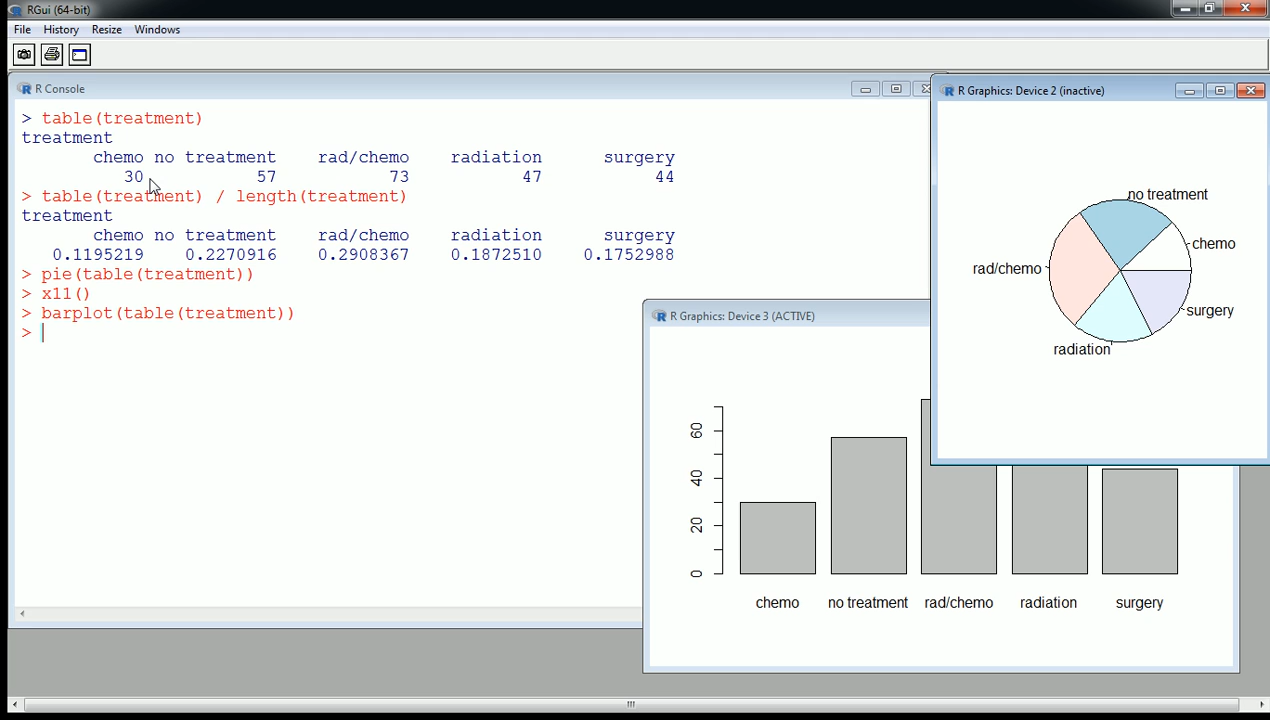 RGui (64-bit)
File History Resize Windows
R Console
> table(treatment)
treatment
chemo no treatment rad/chemo radiation surgery
30 57 73 47 44
> table(treatment) / length(treatment)
treatment
chemo no treatment rad/chemo radiation surgery
0.1195219 0.2270916 0.2908367 0.1872510 0.1752988
> pie(table(treatment))
> x11()
> barplot(table(treatment))
>
R Graphics: Device 2 (inactive)
no treatment
chemo
rad/chemo
surgery
radiation
R Graphics: Device 3 (ACTIVE)
60
40
20
0
chemo no treatment rad/chemo radiation surgery